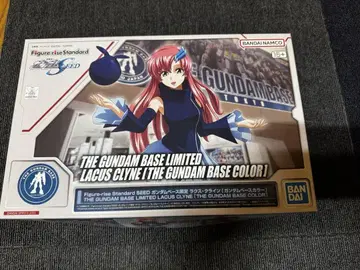 BANDAI NAMCO
Figure-rise Standard
SEED
GUNDAM BASE
TOKYO
THE GUNDAM BASE LIMITED
LACUS CLYNE [THE GUNDAM BASE COLOR]
Figure-rise Standard SEED ガンダムベース限定 ラクス・クライン [ガンダムベースカラー]
THE GUNDAM BASE LIMITED LACUS CLYNE [THE GUNDAM BASE COLOR]
BANDAI